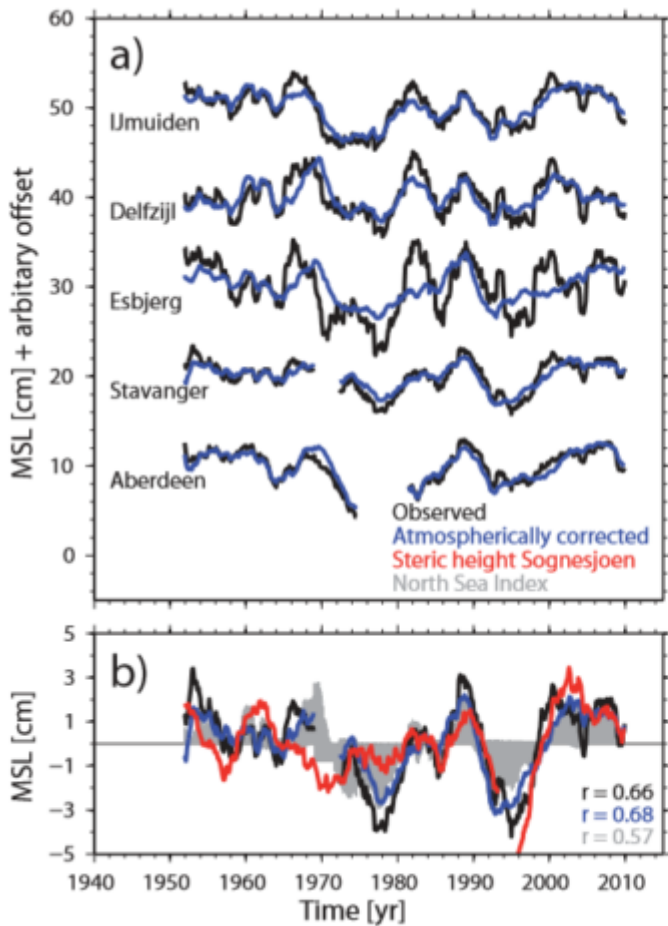 60
a)
50
IJmuiden
40
Delfzijl
30
Esbjerg
20
Stavanger
10
Aberdeen
Observed
Atmospherically corrected
Steric height Sognesjoen
North Sea Index
0
MSL [cm] + arbitary offset
5
b)
3
1
-1
-3
-5
MSL [cm]
r = 0.66
r = 0.68
r = 0.57
1940 1950 1960 1970 1980 1990 2000 2010
Time [yr]